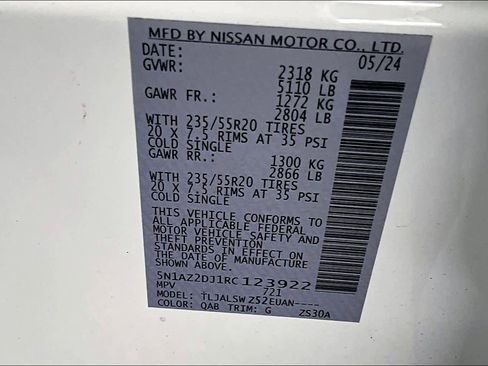 MFD BY NISSAN MOTOR CO., LTD.
DATE: 05/24
GVWR: 2318 KG
5110 LB
GAWR FR.: 1272 KG
2804 LB
WITH 235/55R20 TIRES
20 X 7.5 RIMS AT 35 PSI
COLD SINGLE
GAWR RR.: 1300 KG
2866 LB
WITH 235/55R20 TIRES
20 X 7.5 RIMS AT 35 PSI
COLD SINGLE
THIS VEHICLE CONFORMS TO
ALL APPLICABLE FEDERAL
MOTOR VEHICLE SAFETY AND
THEFT PREVENTION
STANDARDS IN EFFECT ON
THE DATE OF MANUFACTURE
SHOWN ABOVE.
5N1AZ2DJ1RC123922
MPV 721
MODEL: TLJALSWZ52EUAN----
COLOR: QAB TRIM: G ZS30A